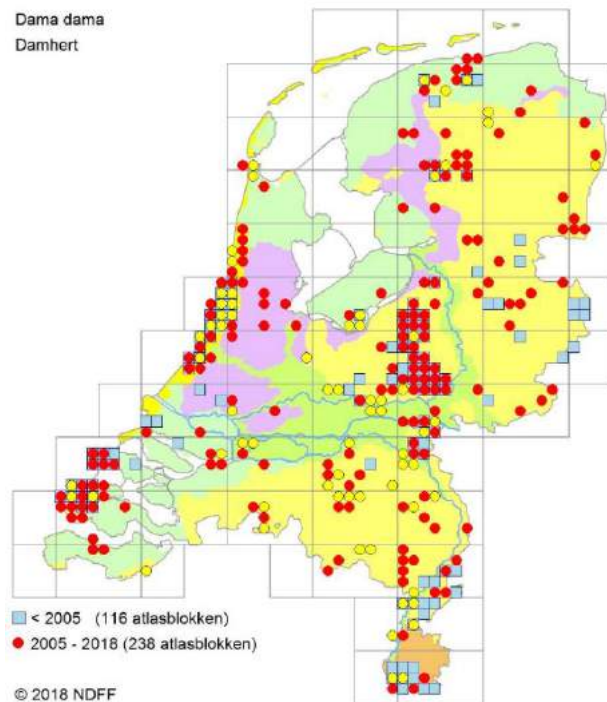 Dama dama
Damhert
< 2005 (116 atlasblokken)
2005 - 2018 (238 atlasblokken)
© 2018 NDFF